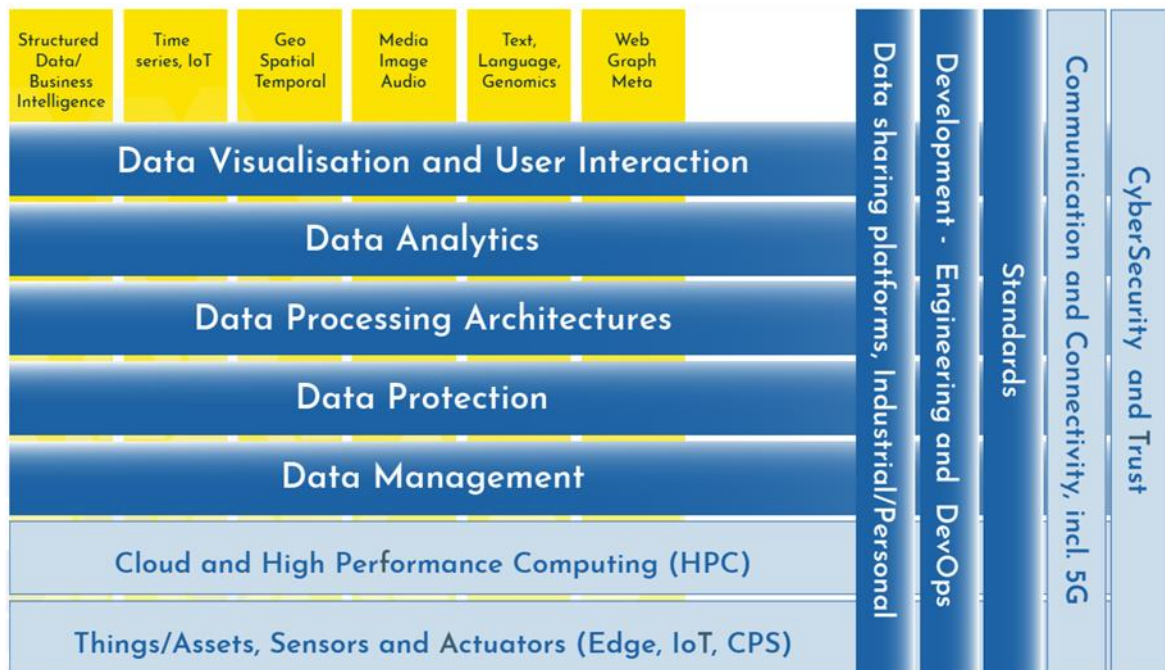 Structured
Data/
Business
Intelligence
Time
series, IoT
Geo
Spatial
Temporal
Media
Image
Audio
Text,
Language,
Genomics
Web
Graph
Meta
Data Visualisation and User Interaction
Data Analytics
Data Processing Architectures
Data Protection
Data Management
Cloud and High Performance Computing (HPC)
Things/Assets, Sensors and Actuators (Edge, IoT, CPS)
Data sharing platforms, Industrial/Personal
Development - Engineering and DevOps
Standards
Communication and Connectivity, incl. 5G
CyberSecurity and Trust